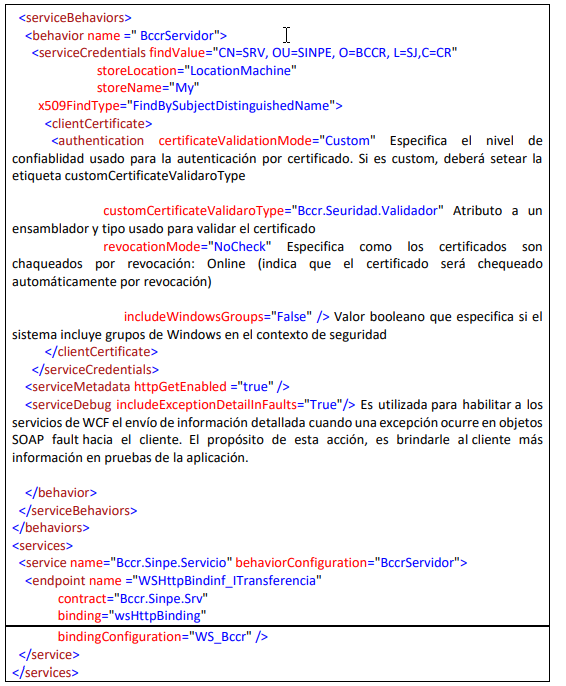 <serviceBehaviors>
<behavior name =" BccrServidor">
<serviceCredentials findValue="CN=SRV, OU=SINPE, O=BCCR, L=SJ,C=CR"
storeLocation="LocationMachine"
storeName="My"
x509FindType="FindBySubjectDistinguishedName">
<clientCertificate>
<authentication certificateValidationMode="Custom" Especifica el nivel de
confiablidad usado para la autenticación por certificado. Si es custom, deberá setear la
etiqueta customCertificateValidaroType
customCertificateValidaroType="Bccr.Seuridad.Validador" Atributo a un
ensamblador y tipo usado para validar el certificado
revocationMode="NoCheck" Especifica como los certificados son
chaqueados por revocación: Online (indica que el certificado será chequeado
automáticamente por revocación)
includeWindowsGroups="False" /> Valor booleano que especifica si el
sistema incluye grupos de Windows en el contexto de seguridad
</clientCertificate>
</serviceCredentials>
<serviceMetadata httpGetEnabled ="true" />
<serviceDebug includeExceptionDetailInFaults="True"/> Es utilizada para habilitar a los
servicios de WCF el envío de información detallada cuando una excepción ocurre en objetos
SOAP fault hacia el cliente. El propósito de esta acción, es brindarle al cliente más
información en pruebas de la aplicación.
</behavior>
</serviceBehaviors>
</behaviors>
<services>
<service name="Bccr.Sinpe.Servicio" behaviorConfiguration="BccrServidor">
<endpoint name ="WSHttpBindinf_ITransferencia"
contract="Bccr.Sinpe.Srv"
binding="wsHttpBinding"
bindingConfiguration="WS_Bccr" />
</service>
</services>